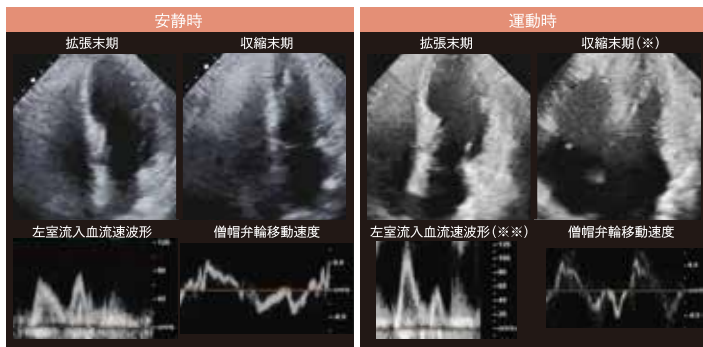 安静時
拡張末期
収縮末期
左室流入血流速波形
僧帽弁輪移動速度
運動時
拡張末期
収縮末期(※)
左室流入血流速波形(※※)
僧帽弁輪移動速度